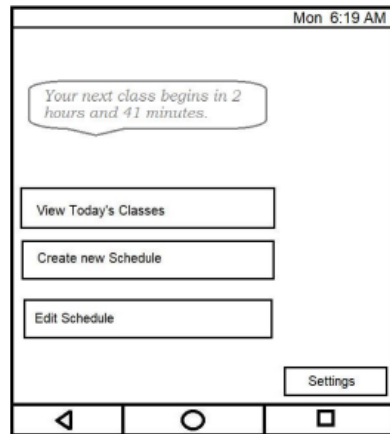 Mon 6:19 AM
Your next class begins in 2
hours and 41 minutes.
View Today's Classes
Create new Schedule
Edit Schedule
Settings